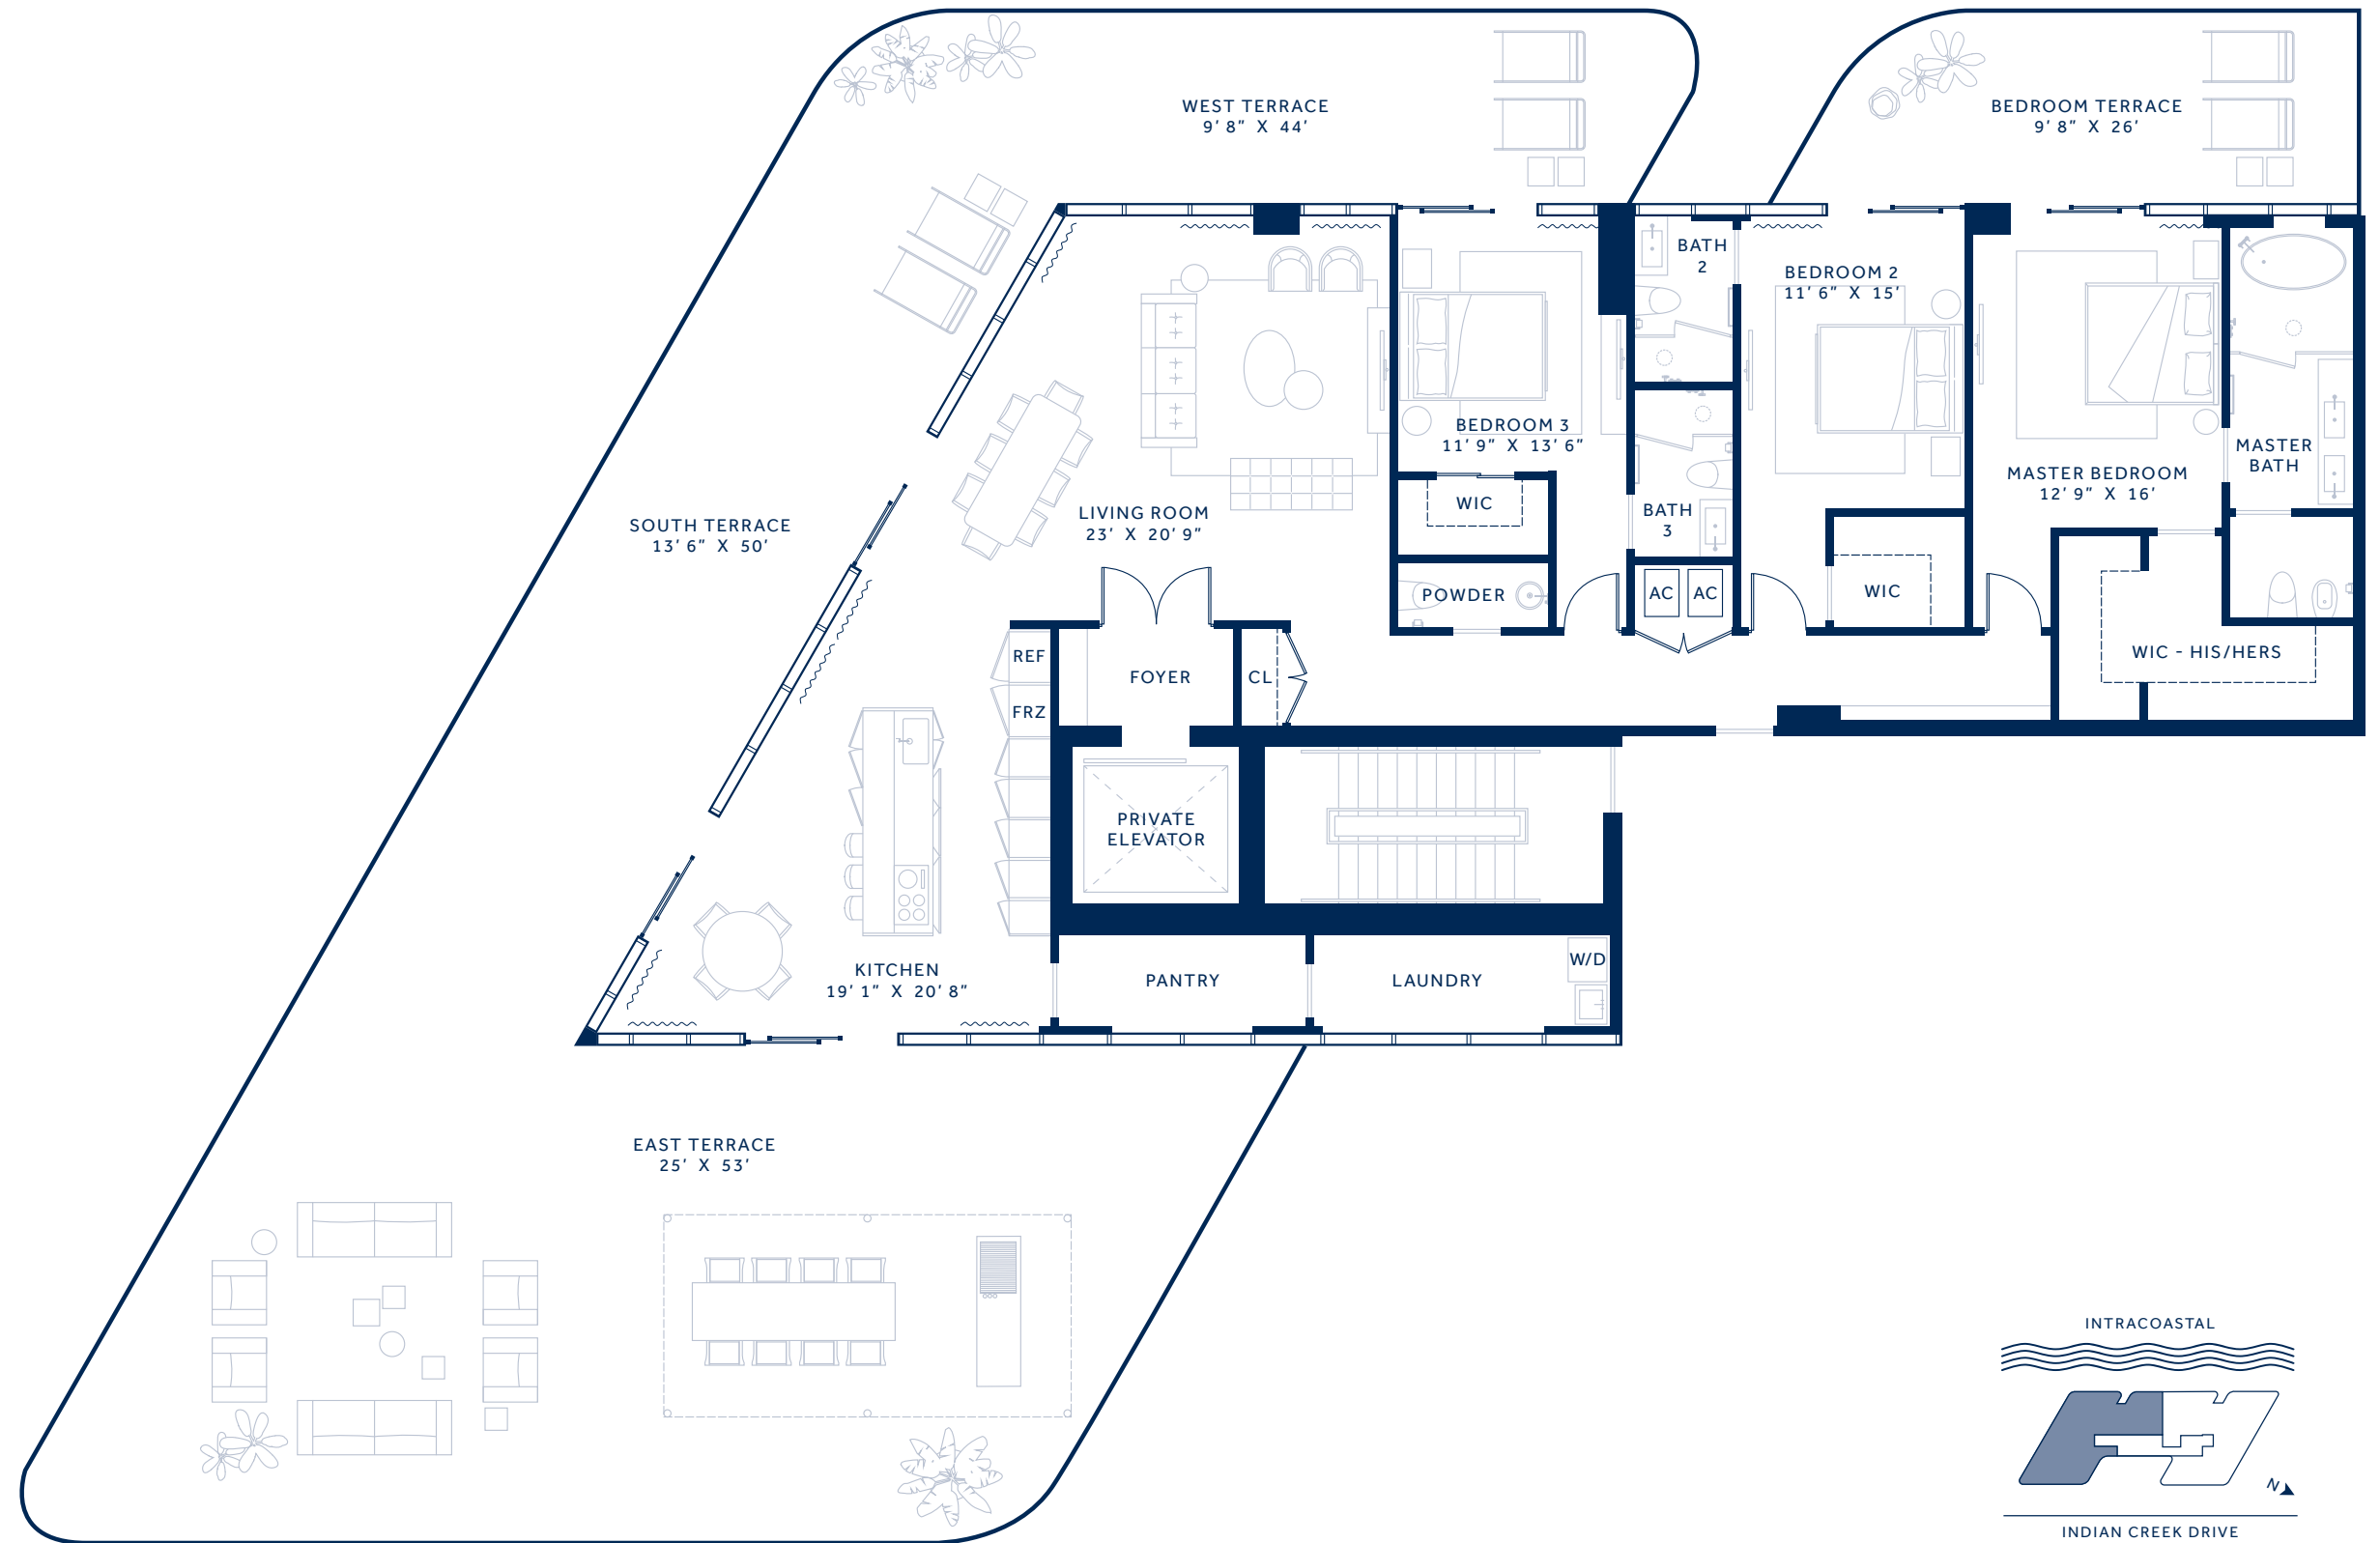 WEST TERRACE
9' 8" X 44'
BEDROOM TERRACE
9' 8" X 26'
BATH
2
BEDROOM 2
11' 6" X 15'
BEDROOM 3
11' 9" X 13' 6"
MASTER
BATH
MASTER BEDROOM
12' 9" X 16'
WIC
BATH
3
LIVING ROOM
23' X 20' 9"
SOUTH TERRACE
13' 6" X 50'
POWDER
AC
AC
WIC
REF
FOYER
CL
WIC - HIS/HERS
FRZ
PRIVATE
ELEVATOR
KITCHEN
19' 1" X 20' 8"
PANTRY
LAUNDRY
W/D
EAST TERRACE
25' X 53'
INTRACOASTAL
N
INDIAN CREEK DRIVE